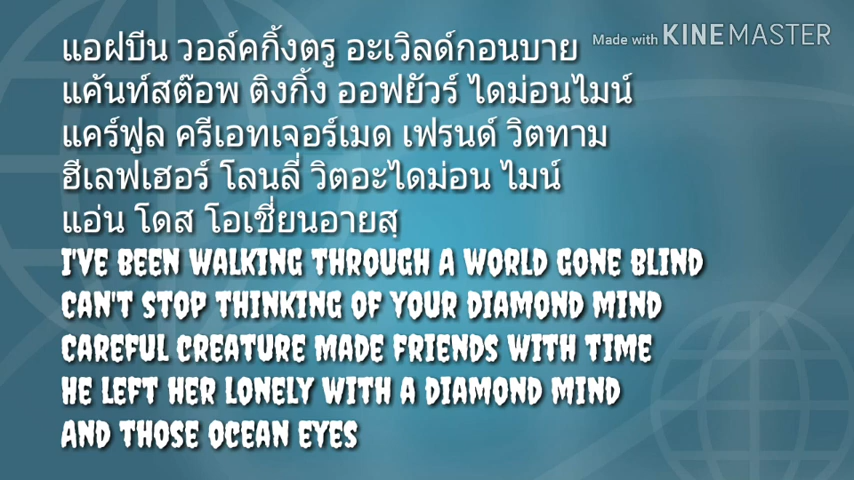 Made with KINEMASTER
แอฝบีน วอล์คกิ้งตรู อะเวิลด์กอนบาย
แค้นท์สต๊อพ ติงกิ้ง ออฟยัวร์ ไดม่อนไมน์
แคร์ฟูล ครีเอทเจอร์เมด เฟรนด์ วิตทาม
ฮีเลฟเฮอร์ โลนลี่ วิตอะไดม่อน ไมน์
แอ่น โดส โอเชี่ยนอายสฺ
I'VE BEEN WALKING THROUGH A WORLD GONE BLIND
CAN'T STOP THINKING OF YOUR DIAMOND MIND
CAREFUL CREATURE MADE FRIENDS WITH TIME
HE LEFT HER LONELY WITH A DIAMOND MIND
AND THOSE OCEAN EYES